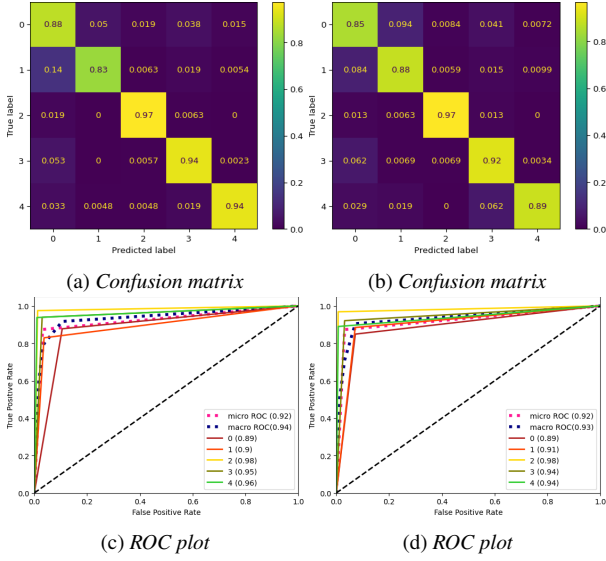 0 0.88 0.05 0.019 0.038 0.015
1 0.14 0.83 0.0063 0.019 0.0054
2 0.019 0 0.97 0.0063 0
3 0.053 0 0.0057 0.94 0.0023
4 0.033 0.0048 0.0048 0.019 0.94
0 1 2 3 4
True label
Predicted label
0.8
0.6
0.4
0.2
0.0
0 0.85 0.094 0.0084 0.041 0.0072
1 0.084 0.88 0.0059 0.015 0.0099
2 0.013 0.0063 0.97 0.013 0
3 0.062 0.0069 0.0069 0.92 0.0034
4 0.029 0.019 0 0.062 0.89
0 1 2 3 4
True label
Predicted label
0.8
0.6
0.4
0.2
0.0
(a) Confusion matrix
(b) Confusion matrix
1.0
0.8
0.6
0.4
0.2
0.0
True Positive Rate
micro ROC (0.92)
macro ROC(0.94)
0 (0.89)
1 (0.9)
2 (0.98)
3 (0.95)
4 (0.96)
0.0 0.2 0.4 0.6 0.8 1.0
False Positive Rate
1.0
0.8
0.6
0.4
0.2
0.0
True Positive Rate
micro ROC (0.92)
macro ROC(0.93)
0 (0.89)
1 (0.91)
2 (0.98)
3 (0.94)
4 (0.94)
0.0 0.2 0.4 0.6 0.8 1.0
False Positive Rate
(c) ROC plot
(d) ROC plot